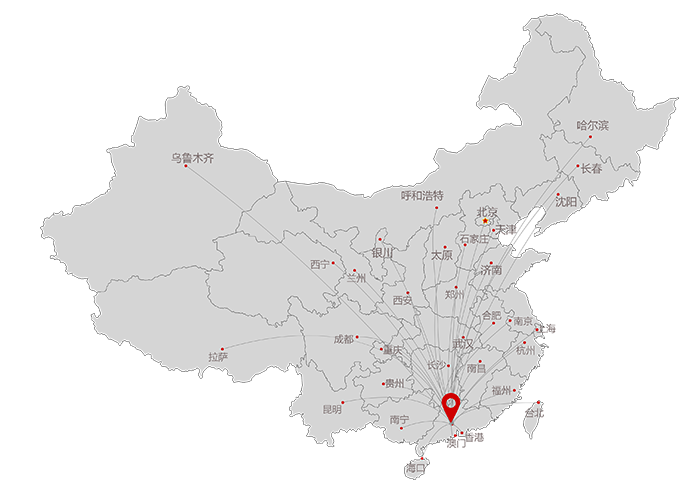 哈尔滨
乌鲁木齐
长春
呼和浩特
沈阳
北京
天津
石家庄
银川
太原
西宁
济南
兰州
郑州
西安
合肥
南京
上海
成都
武汉
重庆
杭州
拉萨
长沙
南昌
贵州
福州
昆明
台北
南宁
香港
澳门
海口